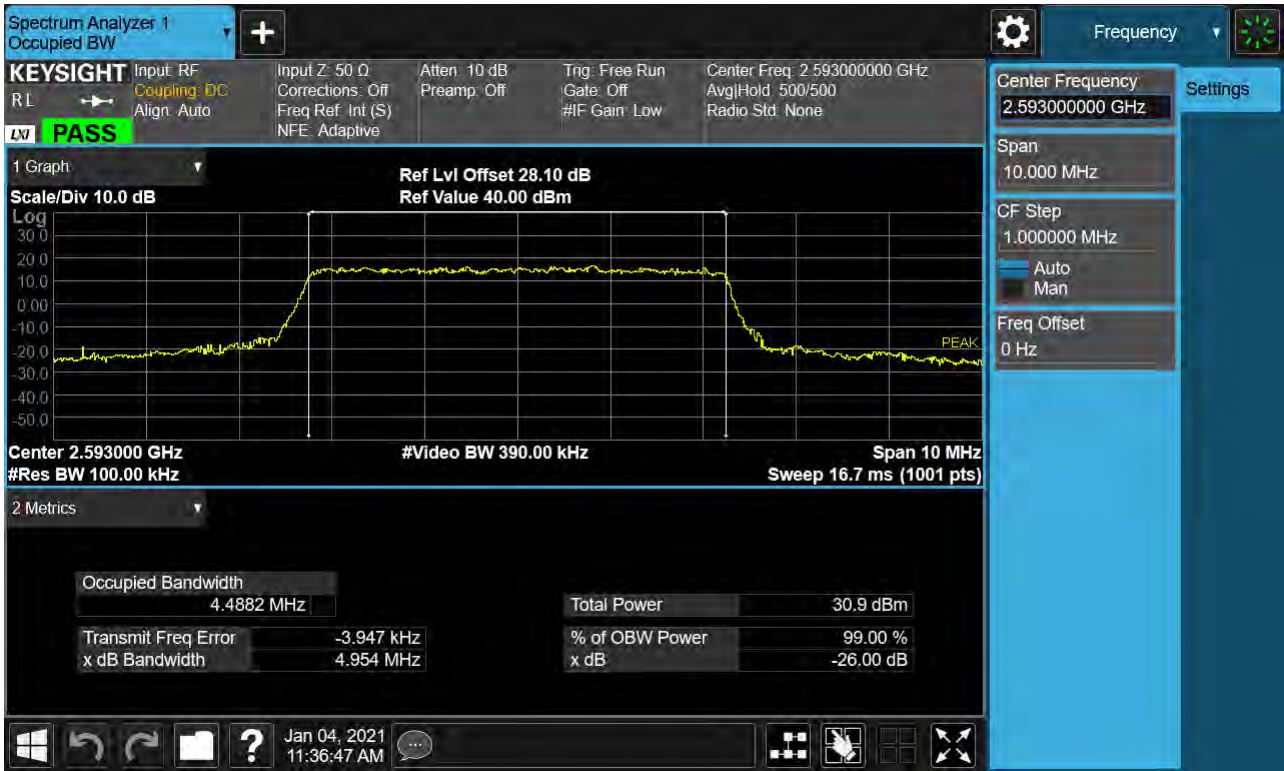 Spectrum Analyzer 1
Occupied BW
+
Frequency
KEYSIGHT
RL
LXI
PASS
Input: RF
Coupling: DC
Align: Auto
Input Z: 50 Ω
Corrections: Off
Freq Ref: Int (S)
NFE: Adaptive
Atten: 10 dB
Preamp: Off
Trig: Free Run
Gate: Off
#IF Gain: Low
Center Freq: 2.593000000 GHz
Avg|Hold: 500/500
Radio Std: None
1 Graph
Scale/Div 10.0 dB
Ref Lvl Offset 28.10 dB
Ref Value 40.00 dBm
Log
30.0
20.0
10.0
0.00
-10.0
-20.0
-30.0
-40.0
-50.0
PEAK
Center 2.593000 GHz
#Video BW 390.00 kHz
Span 10 MHz
#Res BW 100.00 kHz
Sweep 16.7 ms (1001 pts)
2 Metrics
Occupied Bandwidth
4.4882 MHz
Total Power 30.9 dBm
Transmit Freq Error -3.947 kHz
% of OBW Power 99.00 %
x dB Bandwidth 4.954 MHz
x dB -26.00 dB
Center Frequency
2.593000000 GHz
Settings
Span
10.000 MHz
CF Step
1.000000 MHz
Auto
Man
Freq Offset
0 Hz
?
Jan 04, 2021
11:36:47 AM